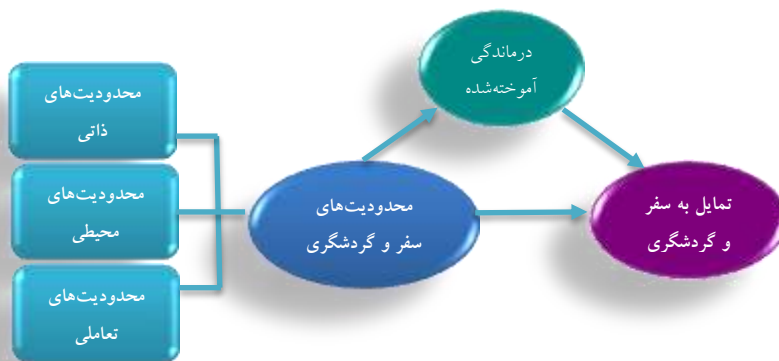 درماندگی
آموخته‌شده
محدودیت‌های
ذاتی
محدودیت‌های
محیطی
محدودیت‌های
تعاملی
محدودیت‌های
سفر و گردشگری
تمایل به سفر
و گردشگری